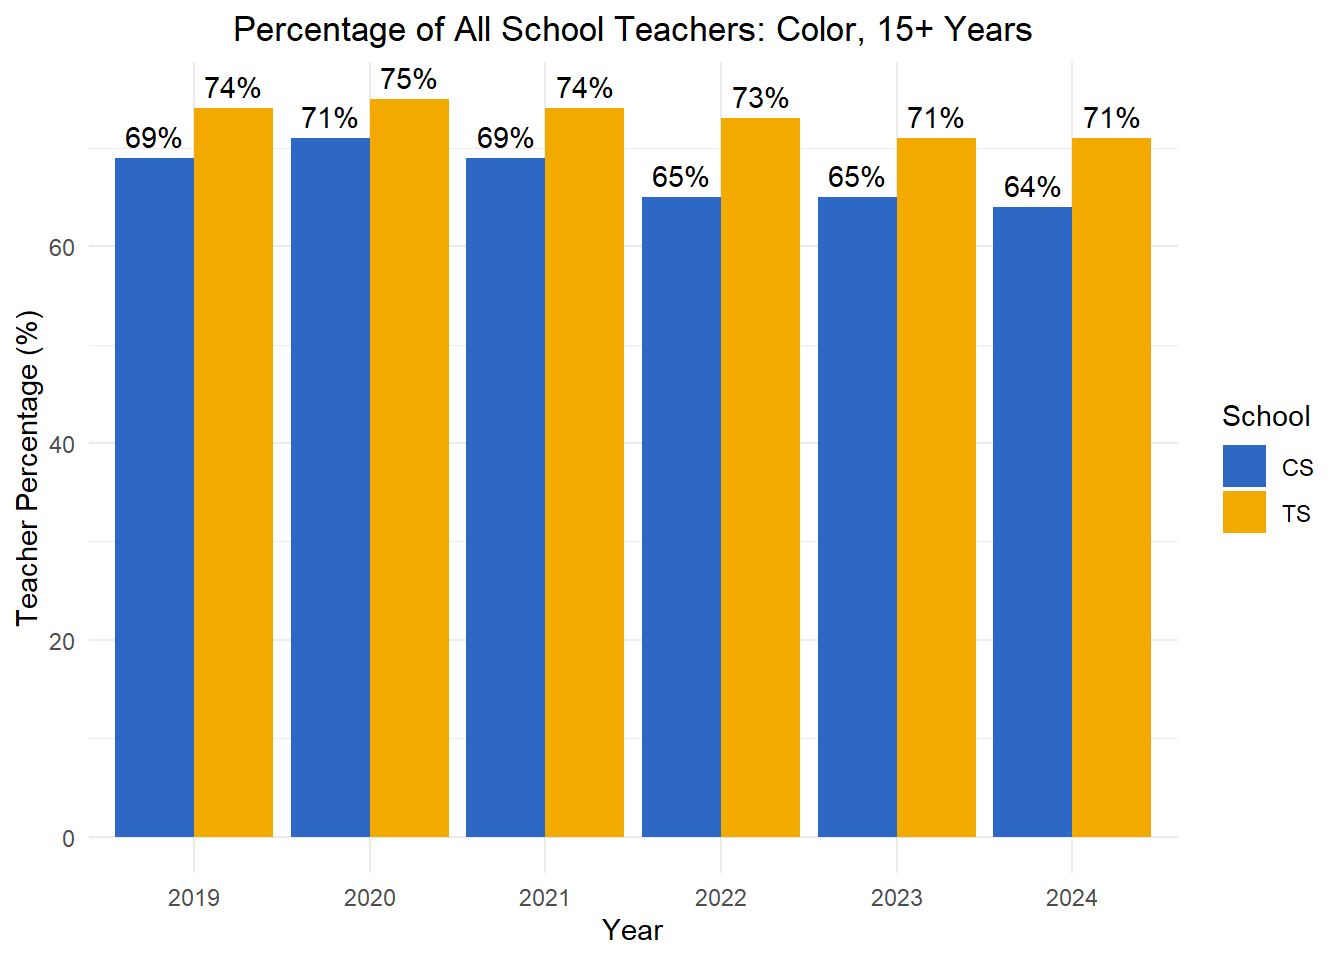 Percentage of All School Teachers: Color, 15+ Years
69% 74% 71% 75% 69% 74% 65% 73% 65% 71% 64% 71%
60
40
20
0
Teacher Percentage (%)
2019 2020 2021 2022 2023 2024
Year
School
CS
TS